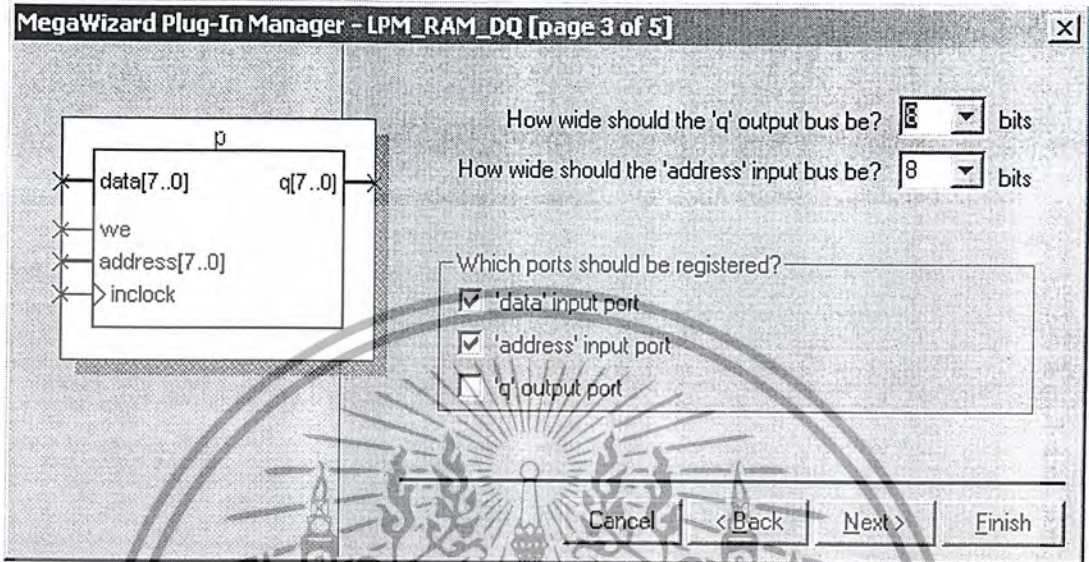 MegaWizard Plug-In Manager - LPM_RAM_DQ [page 3 of 5]
p
data[7..0] q[7..0]
we
address[7..0]
inclock
How wide should the 'q' output bus be? 8 bits
How wide should the 'address' input bus be? 8 bits
Which ports should be registered?
'data' input port
'address' input port
'q' output port
Cancel < Back Next > Finish